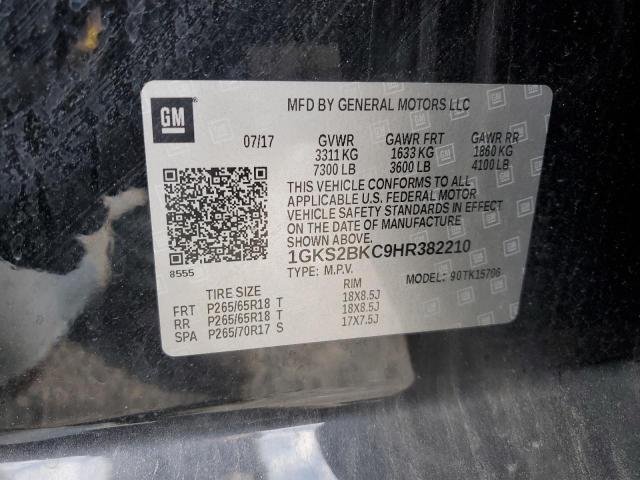 GM
MFD BY GENERAL MOTORS LLC
07/17 GVWR GAWR FRT GAWR RR
3311 KG 1633 KG 1860 KG
7300 LB 3600 LB 4100 LB
THIS VEHICLE CONFORMS TO ALL
APPLICABLE U.S. FEDERAL MOTOR
VEHICLE SAFETY STANDARDS IN EFFECT
ON THE DATE OF MANUFACTURE
SHOWN ABOVE.
8555
1GKS2BKC9HR382210
TYPE: M.P.V. MODEL: 90TK15706
TIRE SIZE RIM
FRT P265/65R18 T 18X8.5J
RR P265/65R18 T 18X8.5J
SPA P265/70R17 S 17X7.5J